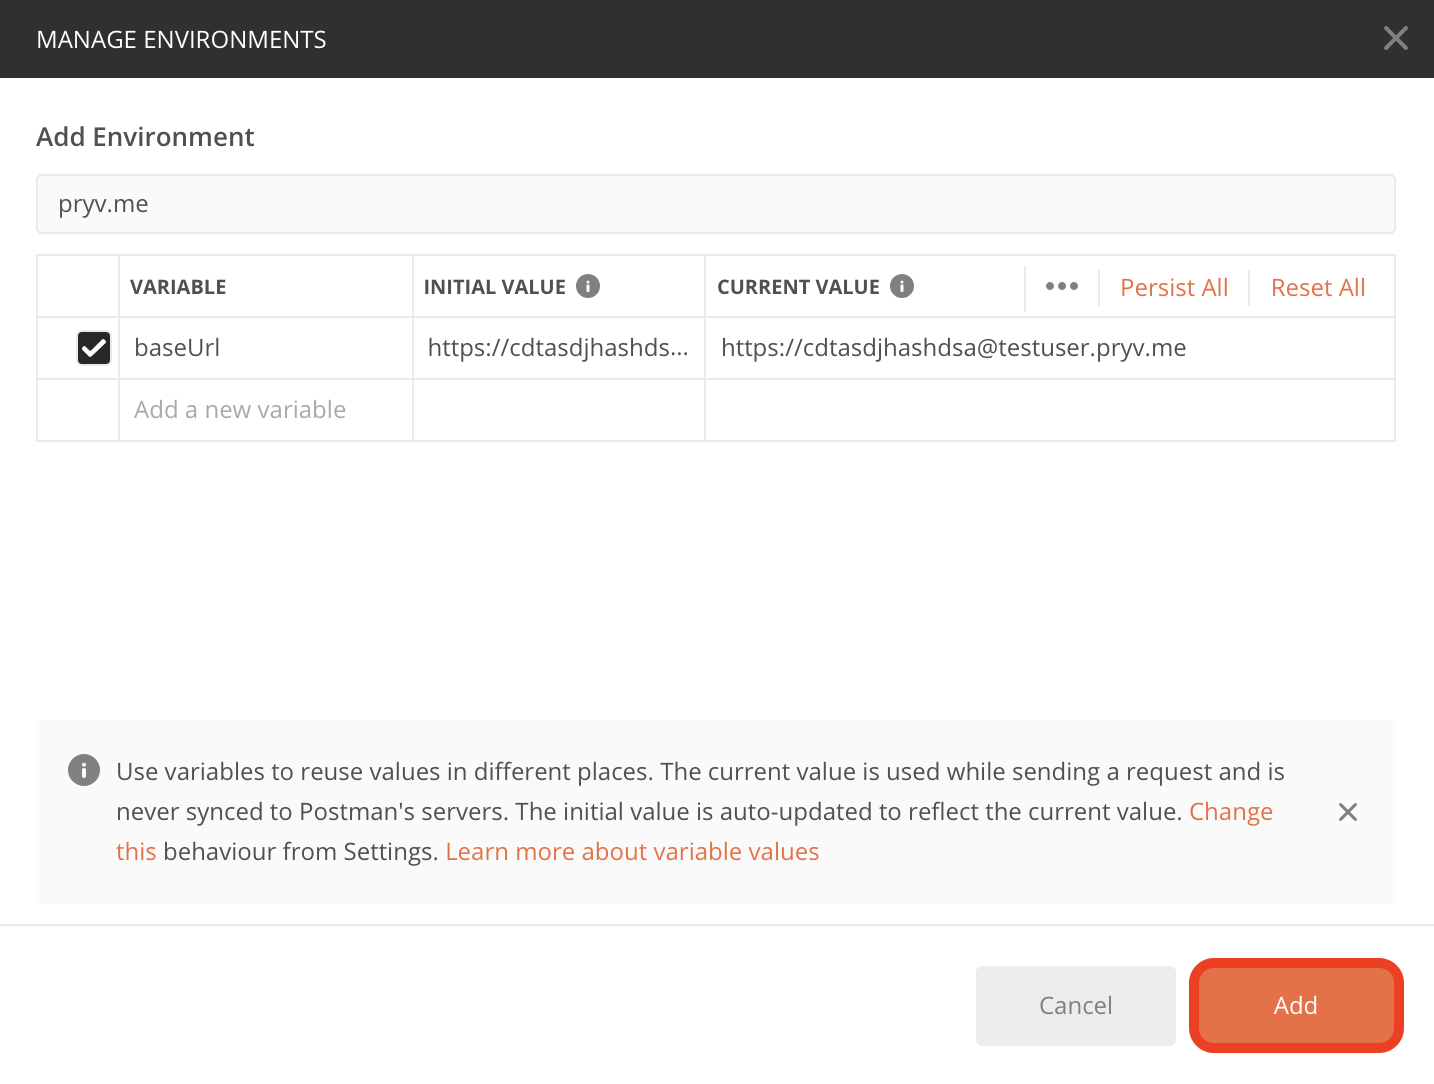 MANAGE ENVIRONMENTS
Add Environment
pryv.me
VARIABLE INITIAL VALUE CURRENT VALUE ••• Persist All Reset All
baseUrl https://cdtasdjhashds... https://cdtasdjhashdsa@testuser.pryv.me
Add a new variable
Use variables to reuse values in different places. The current value is used while sending a request and is
never synced to Postman's servers. The initial value is auto-updated to reflect the current value. Change
this behaviour from Settings. Learn more about variable values
Cancel Add